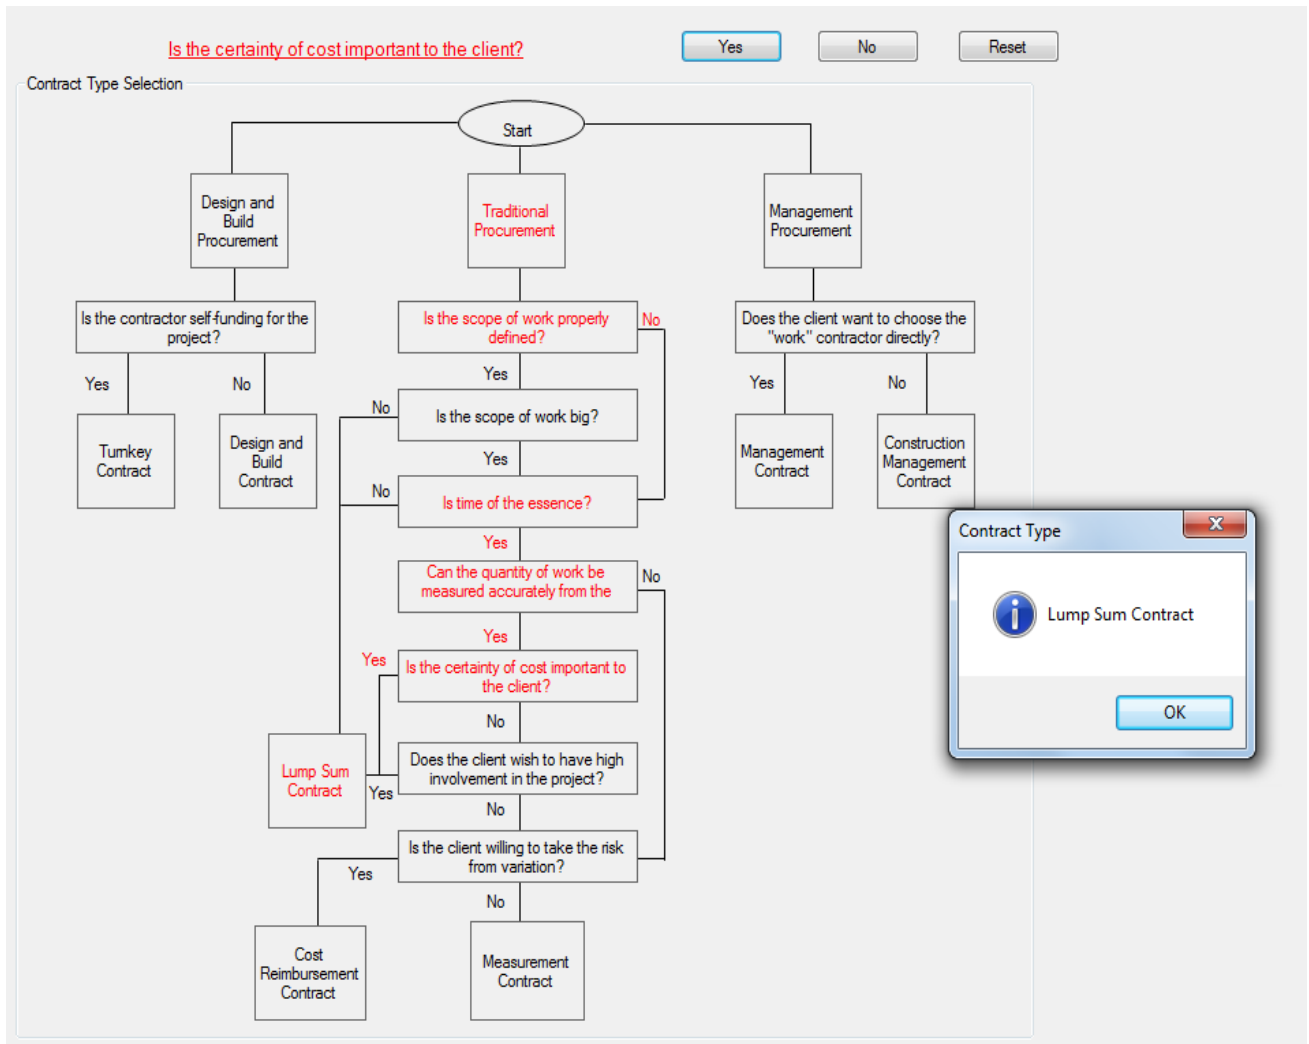 Is the certainty of cost important to the client?
Yes
No
Reset
Contract Type Selection
Start
Design and
Build
Procurement
Traditional
Procurement
Management
Procurement
Is the contractor self-funding for the
project?
Is the scope of work properly
defined?
No
Does the client want to choose the
"work" contractor directly?
Yes
No
Yes
Yes
No
No
Is the scope of work big?
Turnkey
Contract
Design and
Build
Contract
Yes
Management
Contract
Construction
Management
Contract
No
Is time of the essence?
Yes
Can the quantity of work be
measured accurately from the
No
Yes
Yes
Is the certainty of cost important to
the client?
No
Lump Sum
Contract
Does the client wish to have high
involvement in the project?
Yes
No
Is the client willing to take the risk
from variation?
Yes
No
Cost
Reimbursement
Contract
Measurement
Contract
Contract Type
Lump Sum Contract
OK